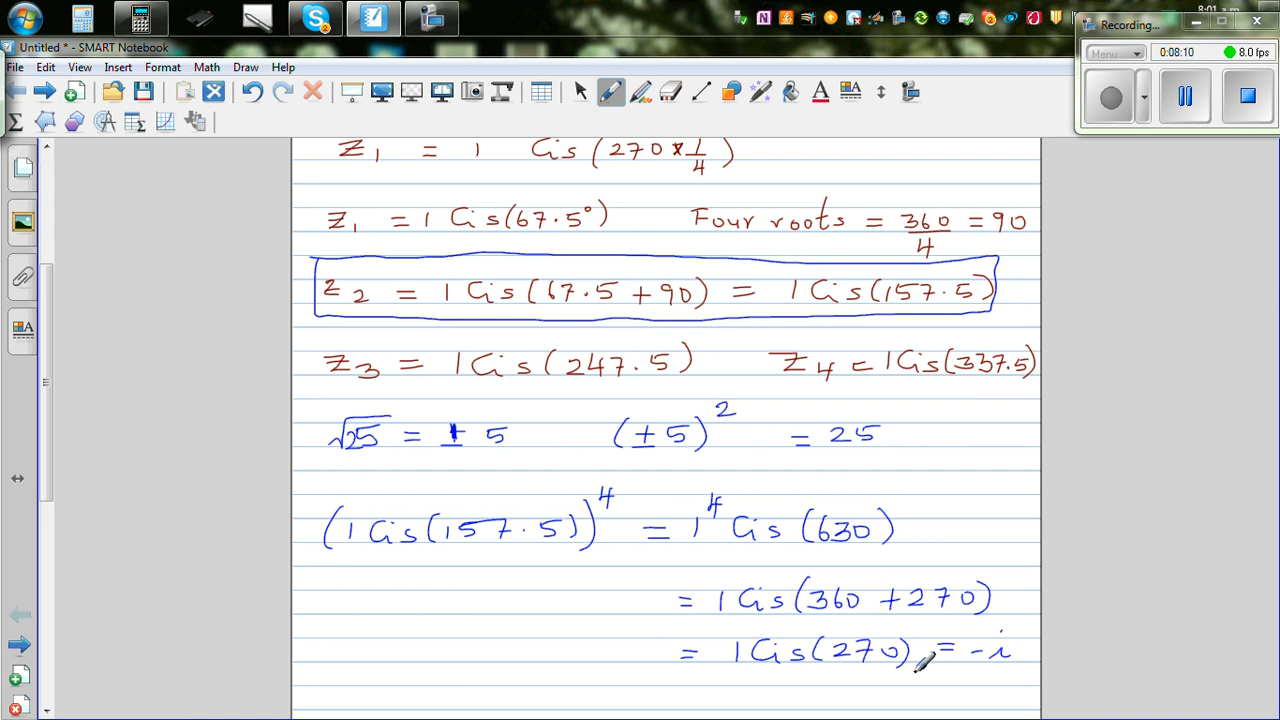 8:01 a.m.
Recording...
Untitled * - SMART Notebook
File Edit View Insert Format Math Draw Help
Menu 0:08:10 8.0 fps
z₁ = 1 Cis(270 × 1/4)
z₁ = 1 Cis(67.5°) Four roots = 360/4 = 90
z₂ = 1 Cis(67.5 + 90) = 1 Cis(157.5)
z₃ = 1 Cis(247.5) z₄ = 1 Cis(337.5)
√25 = ± 5 (± 5)² = 25
(1 Cis(157.5))⁴ = 1⁴ Cis(630)
= 1 Cis(360 + 270)
= 1 Cis(270) = -i